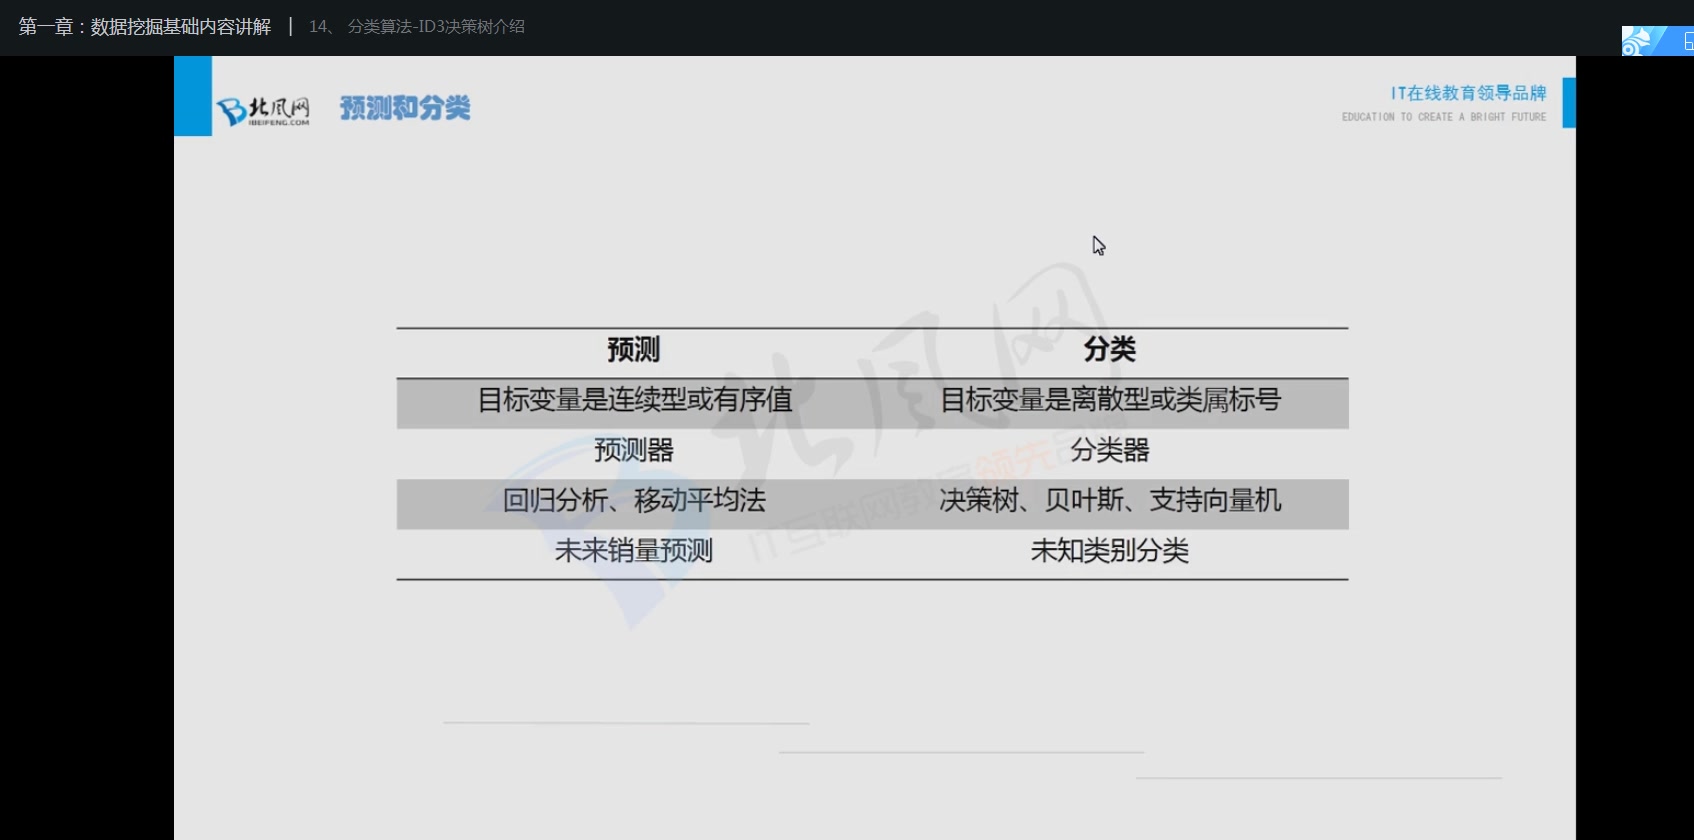 第一章：数据挖掘基础内容讲解 | 14、 分类算法-ID3决策树介绍
北风网 预测和分类
IBEIFENG.COM
IT在线教育领导品牌
EDUCATION TO CREATE A BRIGHT FUTURE
预测 分类
目标变量是连续型或有序值 目标变量是离散型或类属标号
预测器 分类器
回归分析、移动平均法 决策树、贝叶斯、支持向量机
未来销量预测 未知类别分类
北风网
IT互联网教育领先品牌